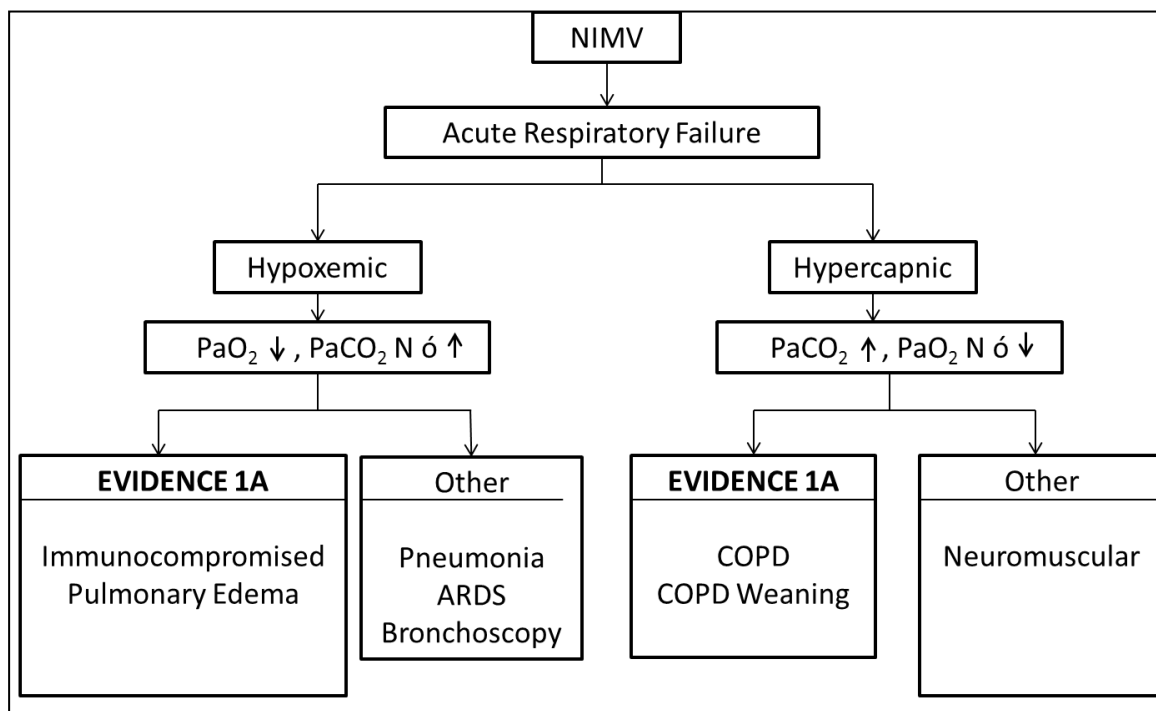 NIMV
Acute Respiratory Failure
Hypoxemic
Hypercapnic
PaO₂ ↓ , PaCO₂ N ó ↑
PaCO₂ ↑ , PaO₂ N ó ↓
EVIDENCE 1A
Immunocompromised
Pulmonary Edema
Other
Pneumonia
ARDS
Bronchoscopy
EVIDENCE 1A
COPD
COPD Weaning
Other
Neuromuscular